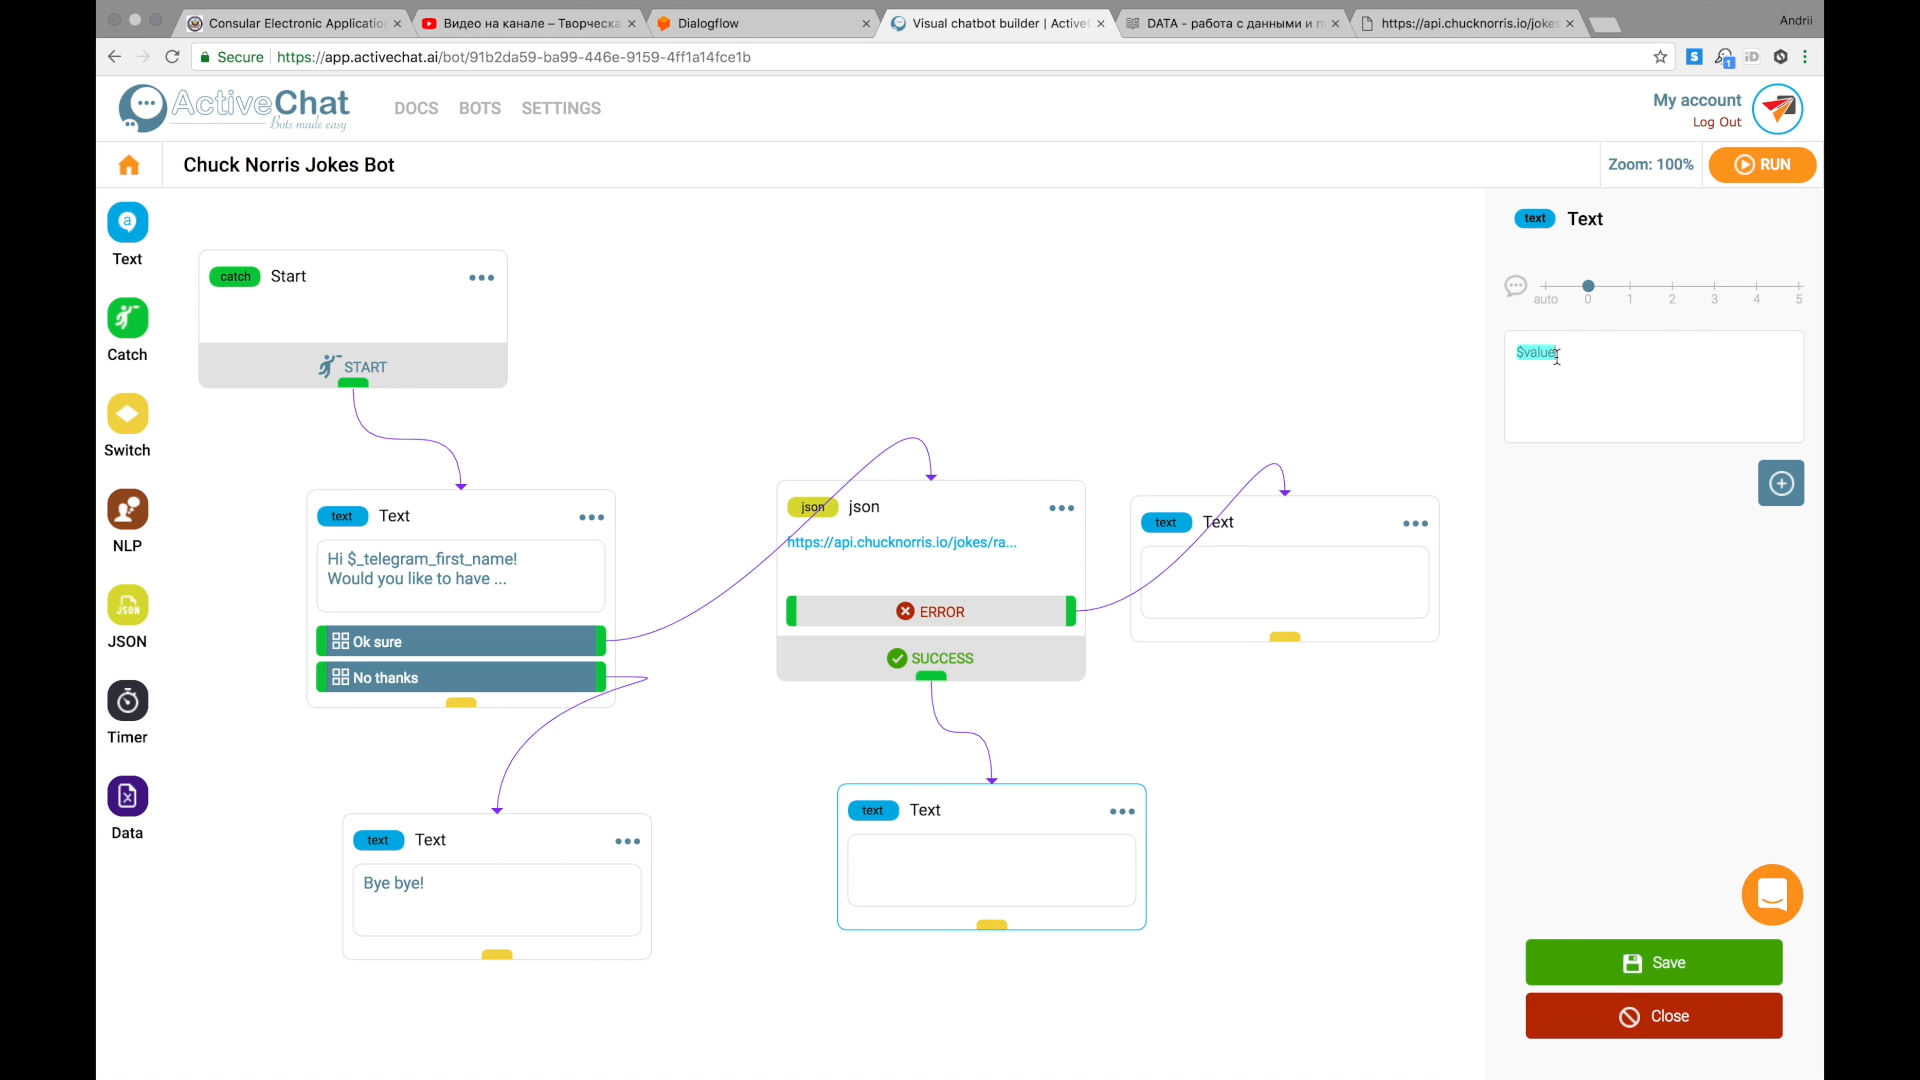 Consular Electronic Application
Видео на канале – Творческа
Dialogflow
Visual chatbot builder | Active
DATA - работа с данными и п
https://api.chucknorris.io/jokes
Andrii
Secure
https://app.activechat.ai/bot/91b2da59-ba99-446e-9159-4ff1a14fce1b
S
1
iD
ActiveChat
Bots made easy
DOCS
BOTS
SETTINGS
My account
Log Out
Chuck Norris Jokes Bot
Zoom: 100%
RUN
a
Text
Catch
Switch
NLP
JSON
JSON
Timer
Data
catch
Start
START
text
Text
Hi $_telegram_first_name!
Would you like to have ...
Ok sure
No thanks
text
Text
Bye bye!
json
json
https://api.chucknorris.io/jokes/ra...
ERROR
SUCCESS
text
Text
text
Text
text
Text
auto
0
1
2
3
4
5
$value
Save
Close